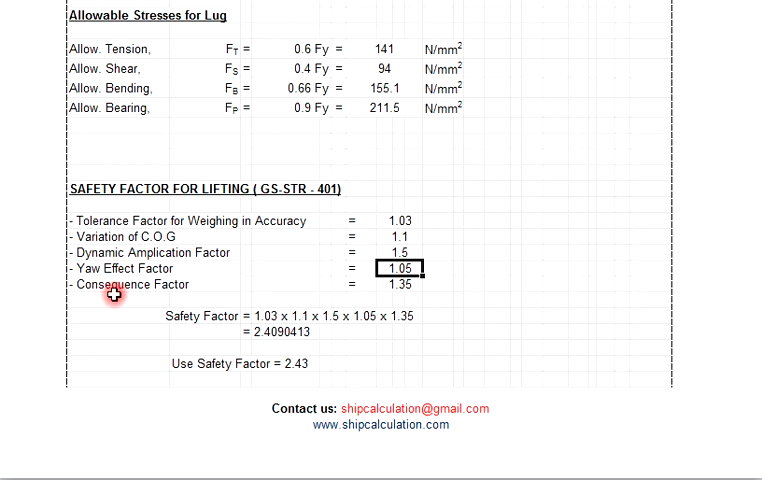 Allowable Stresses for Lug
Allow. Tension, FT = 0.6 Fy = 141 N/mm²
Allow. Shear, FS = 0.4 Fy = 94 N/mm²
Allow. Bending, FB = 0.66 Fy = 155.1 N/mm²
Allow. Bearing, FP = 0.9 Fy = 211.5 N/mm²
SAFETY FACTOR FOR LIFTING ( GS-STR - 401)
- Tolerance Factor for Weighing in Accuracy = 1.03
- Variation of C.O.G = 1.1
- Dynamic Amplication Factor = 1.5
- Yaw Effect Factor = 1.05
- Consequence Factor = 1.35
Safety Factor = 1.03 x 1.1 x 1.5 x 1.05 x 1.35
= 2.4090413
Use Safety Factor = 2.43
Contact us: shipcalculation@gmail.com
www.shipcalculation.com